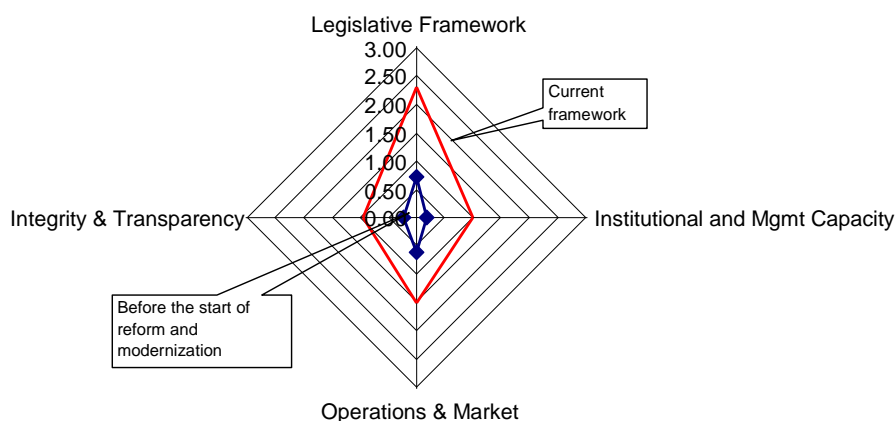 Legislative Framework
3.00
2.50
2.00
1.50
1.00
0.50
0.00
Current
framework
Integrity & Transparency
Institutional and Mgmt Capacity
Before the start of
reform and
modernization
Operations & Market